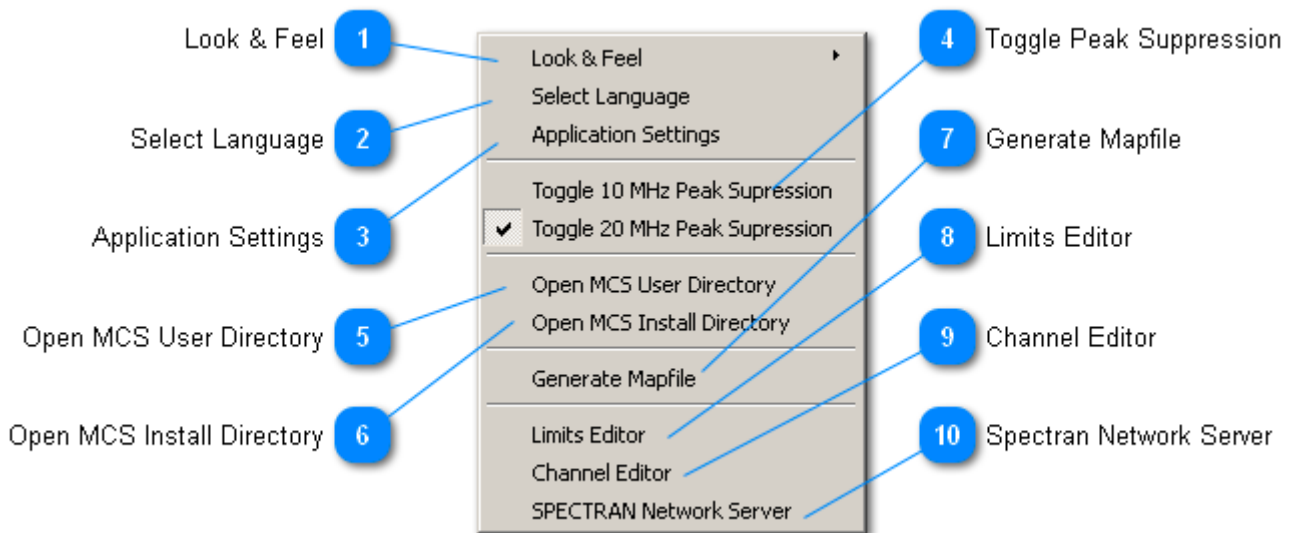 Look & Feel 1
Select Language 2
Application Settings 3
Open MCS User Directory 5
Open MCS Install Directory 6
Look & Feel
Select Language
Application Settings
Toggle 10 MHz Peak Supression
Toggle 20 MHz Peak Supression
Open MCS User Directory
Open MCS Install Directory
Generate Mapfile
Limits Editor
Channel Editor
SPECTRAN Network Server
4 Toggle Peak Suppression
7 Generate Mapfile
8 Limits Editor
9 Channel Editor
10 Spectran Network Server